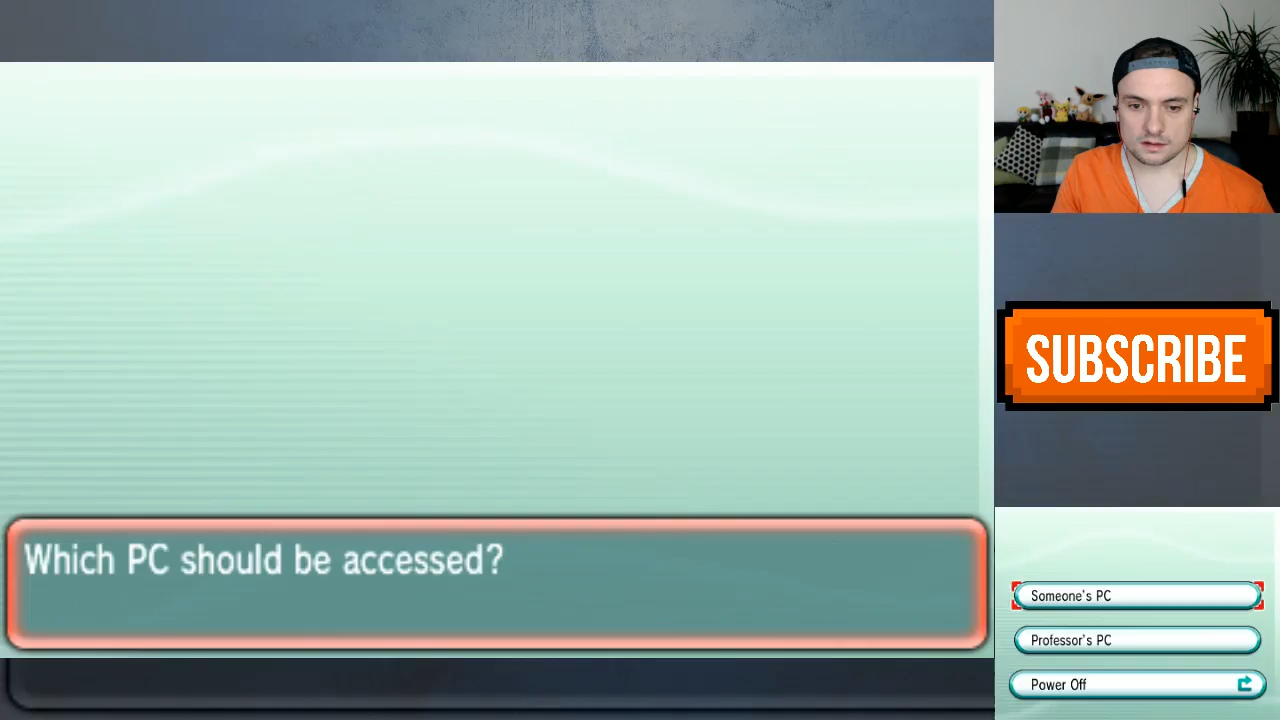 SUBSCRIBE
Which PC should be accessed?
Someone's PC
Professor's PC
Power Off